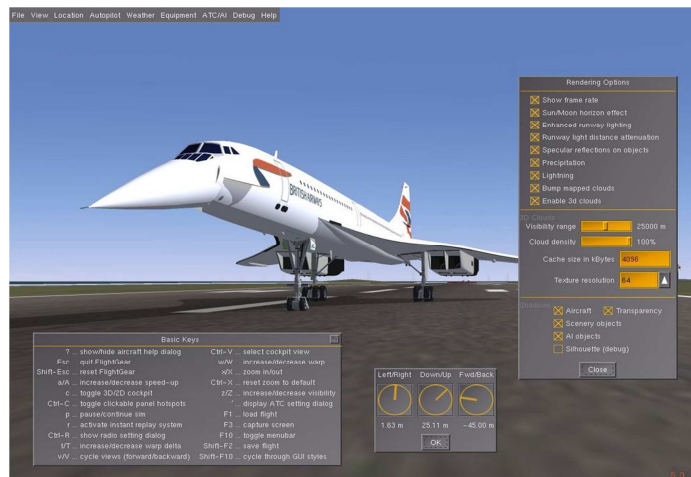 File View Location Autopilot Weather Equipment ATC/AI Debug Help
BRITISH AIRWAYS
Rendering Options
Show frame rate
Sun/Moon horizon effect
Enhanced runway lighting
Runway light distance attenuation
Specular reflections on objects
Precipitation
Lightning
Bump mapped clouds
Enable 3d clouds
3D Clouds
Visibility range 25000 m
Cloud density 100%
Cache size in kBytes 4096
Texture resolution 64
Aircraft Transparency
Scenery objects
AI objects
Silhouette (debug)
Close
Basic Keys
? ... show/hide aircraft help dialog Ctrl-V ... select cockpit view
Esc ... quit FlightGear w/W ... increase/decrease warp
Shift-Esc ... reset FlightGear x/X ... zoom in/out
a/A ... increase/decrease speed-up Ctrl-X ... reset zoom to default
c ... toggle 3D/2D cockpit z/Z ... increase/decrease visibility
Ctrl-C ... toggle clickable panel hotspots ' ... display ATC setting dialog
p ... pause/continue sim F1 ... load flight
r ... activate instant replay system F3 ... capture screen
Ctrl-R ... show radio setting dialog F10 ... toggle menubar
t/T ... increase/decrease warp delta Shift-F2 ... save flight
v/V ... cycle views (forward/backward) Shift-F10 ... cycle through GUI styles
Left/Right Down/Up Fwd/Back
1.63 m 25.11 m -45.00 m
OK